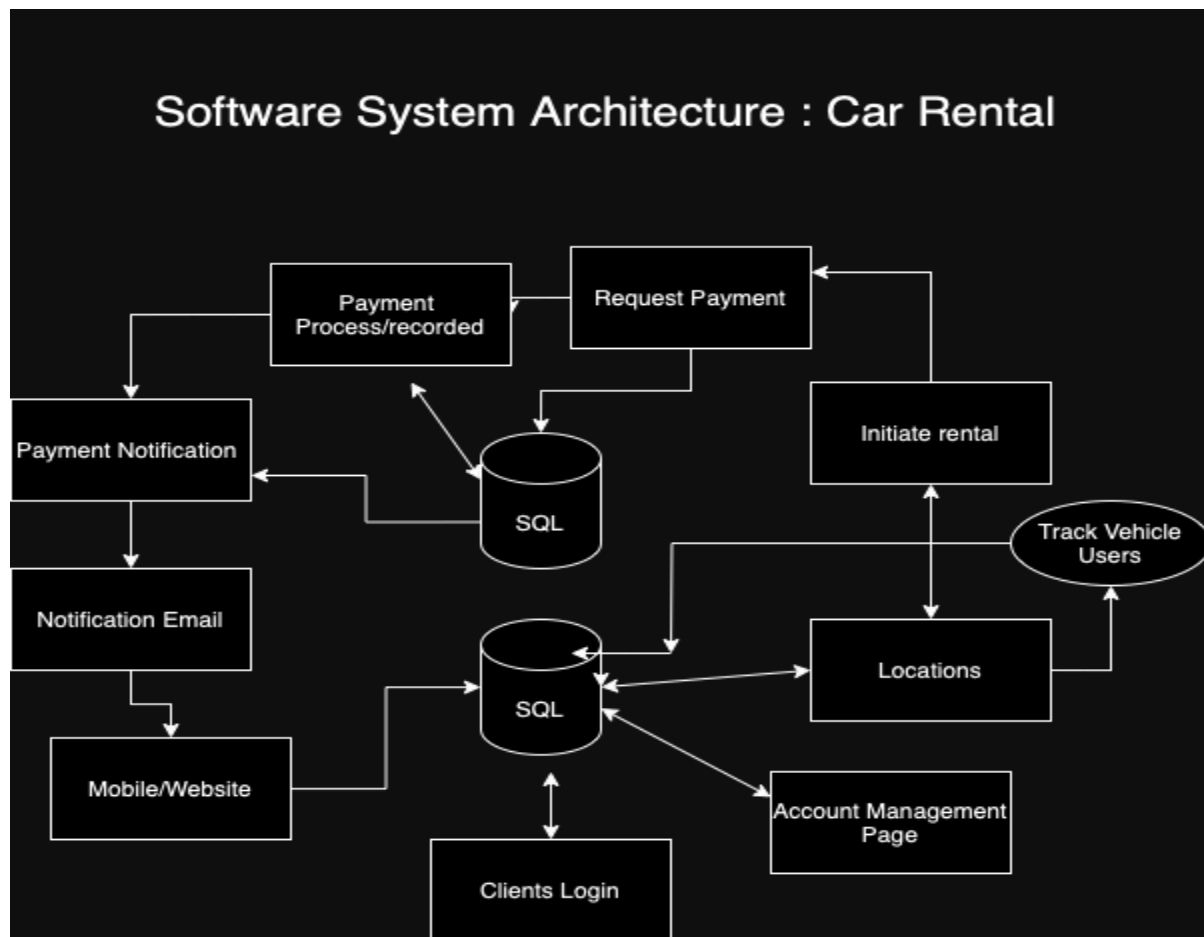 Software System Architecture : Car Rental
Request Payment
Payment
Process/recorded
Initiate rental
Payment Notification
SQL
Track Vehicle
Users
Notification Email
Locations
SQL
Mobile/Website
Account Management
Page
Clients Login